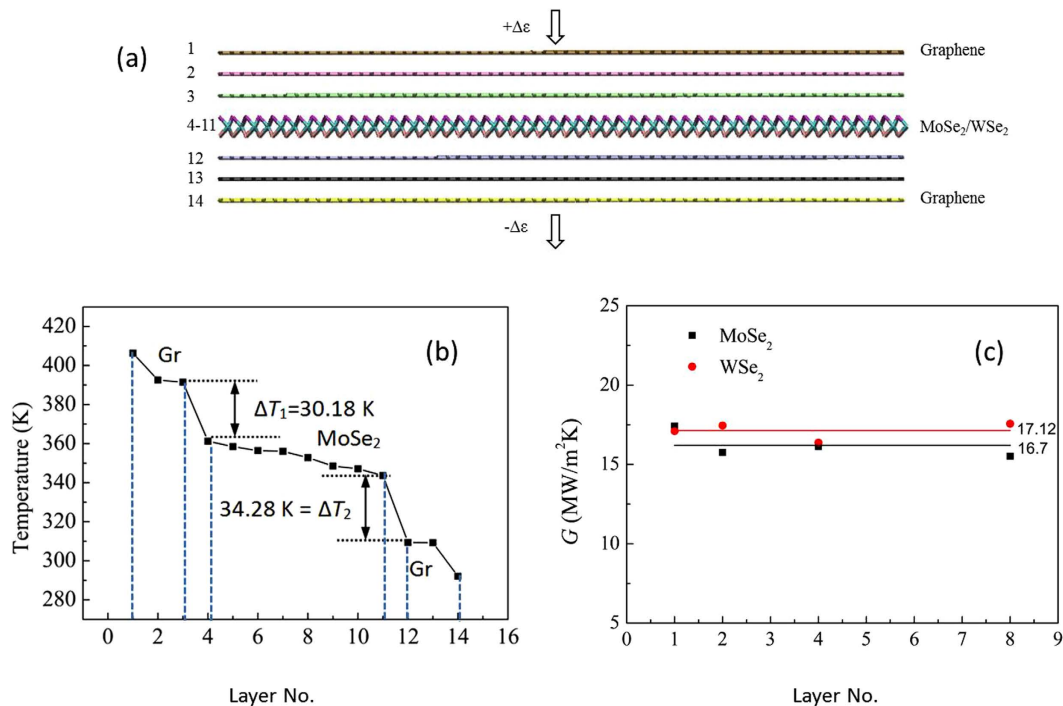 (a)
+Δε
1 Graphene
2
3
4-11 MoSe₂/WSe₂
12
13
14 Graphene
-Δε
(b)
Temperature (K)
420
400
380
360
340
320
300
280
Gr
ΔT₁=30.18 K
MoSe₂
34.28 K = ΔT₂
Gr
0 2 4 6 8 10 12 14 16
Layer No.
(c)
G (MW/m²K)
25
20
15
10
5
MoSe₂
WSe₂
17.12
16.7
0 1 2 3 4 5 6 7 8 9
Layer No.